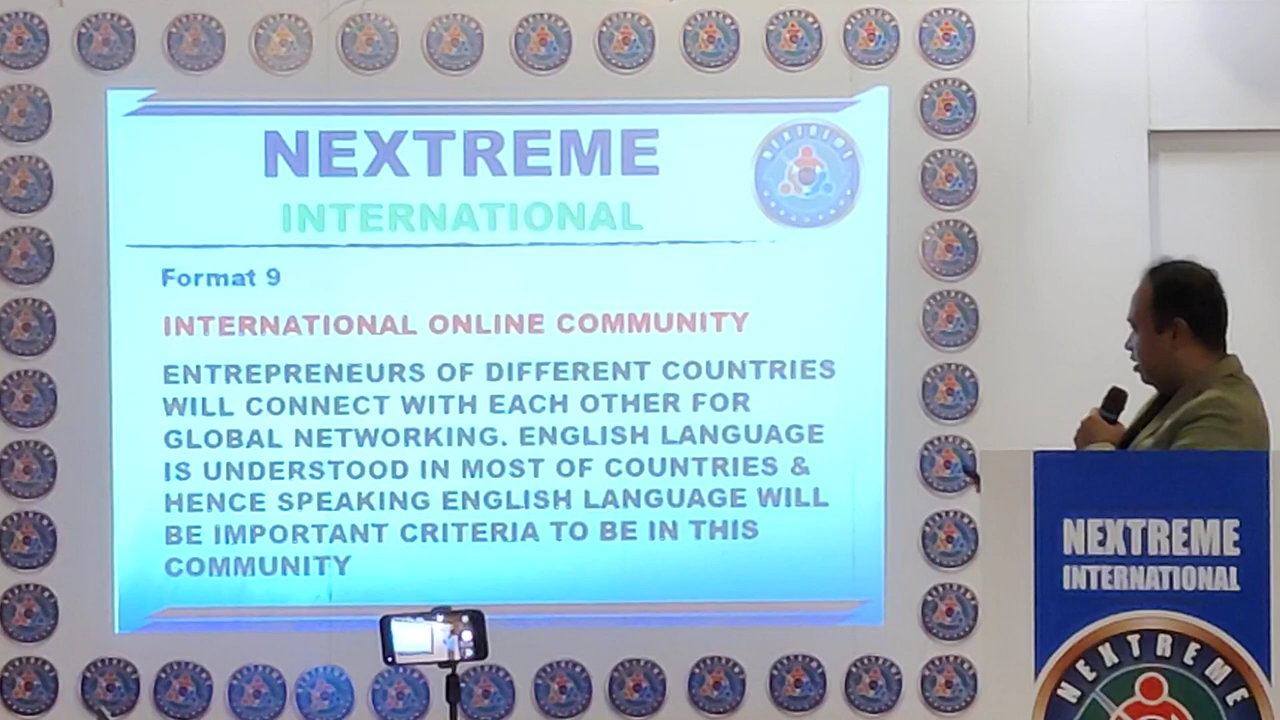 NEXTREME
INTERNATIONAL
NEXTREME
Format 9
INTERNATIONAL ONLINE COMMUNITY
ENTREPRENEURS OF DIFFERENT COUNTRIES
WILL CONNECT WITH EACH OTHER FOR
GLOBAL NETWORKING. ENGLISH LANGUAGE
IS UNDERSTOOD IN MOST OF COUNTRIES &
HENCE SPEAKING ENGLISH LANGUAGE WILL
BE IMPORTANT CRITERIA TO BE IN THIS
COMMUNITY
NEXTREME
INTERNATIONAL
NEXTREME